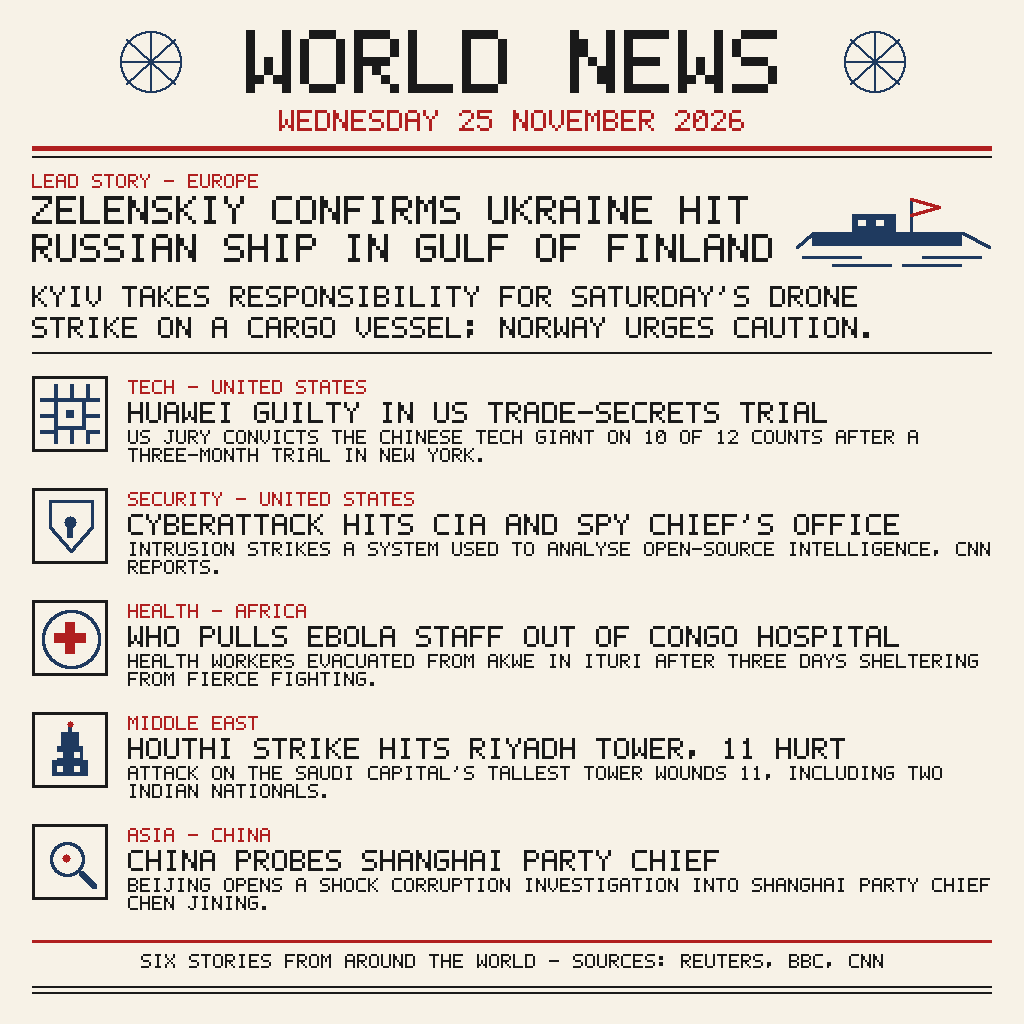 WORLD NEWS
WEDNESDAY 25 NOVEMBER 2026
LEAD STORY - EUROPE
ZELENSKIY CONFIRMS UKRAINE HIT
RUSSIAN SHIP IN GULF OF FINLAND
KYIV TAKES RESPONSIBILITY FOR SATURDAY'S DRONE
STRIKE ON A CARGO VESSEL; NORWAY URGES CAUTION.
TECH - UNITED STATES
HUAWEI GUILTY IN US TRADE-SECRETS TRIAL
US JURY CONVICTS THE CHINESE TECH GIANT ON 10 OF 12 COUNTS AFTER A
THREE-MONTH TRIAL IN NEW YORK.
SECURITY - UNITED STATES
CYBERATTACK HITS CIA AND SPY CHIEF'S OFFICE
INTRUSION STRIKES A SYSTEM USED TO ANALYSE OPEN-SOURCE INTELLIGENCE, CNN
REPORTS.
HEALTH - AFRICA
WHO PULLS EBOLA STAFF OUT OF CONGO HOSPITAL
HEALTH WORKERS EVACUATED FROM AKWE IN ITURI AFTER THREE DAYS SHELTERING
FROM FIERCE FIGHTING.
MIDDLE EAST
HOUTHI STRIKE HITS RIYADH TOWER, 11 HURT
ATTACK ON THE SAUDI CAPITAL'S TALLEST TOWER WOUNDS 11, INCLUDING TWO
INDIAN NATIONALS.
ASIA - CHINA
CHINA PROBES SHANGHAI PARTY CHIEF
BEIJING OPENS A SHOCK CORRUPTION INVESTIGATION INTO SHANGHAI PARTY CHIEF
CHEN JINING.
SIX STORIES FROM AROUND THE WORLD - SOURCES: REUTERS, BBC, CNN